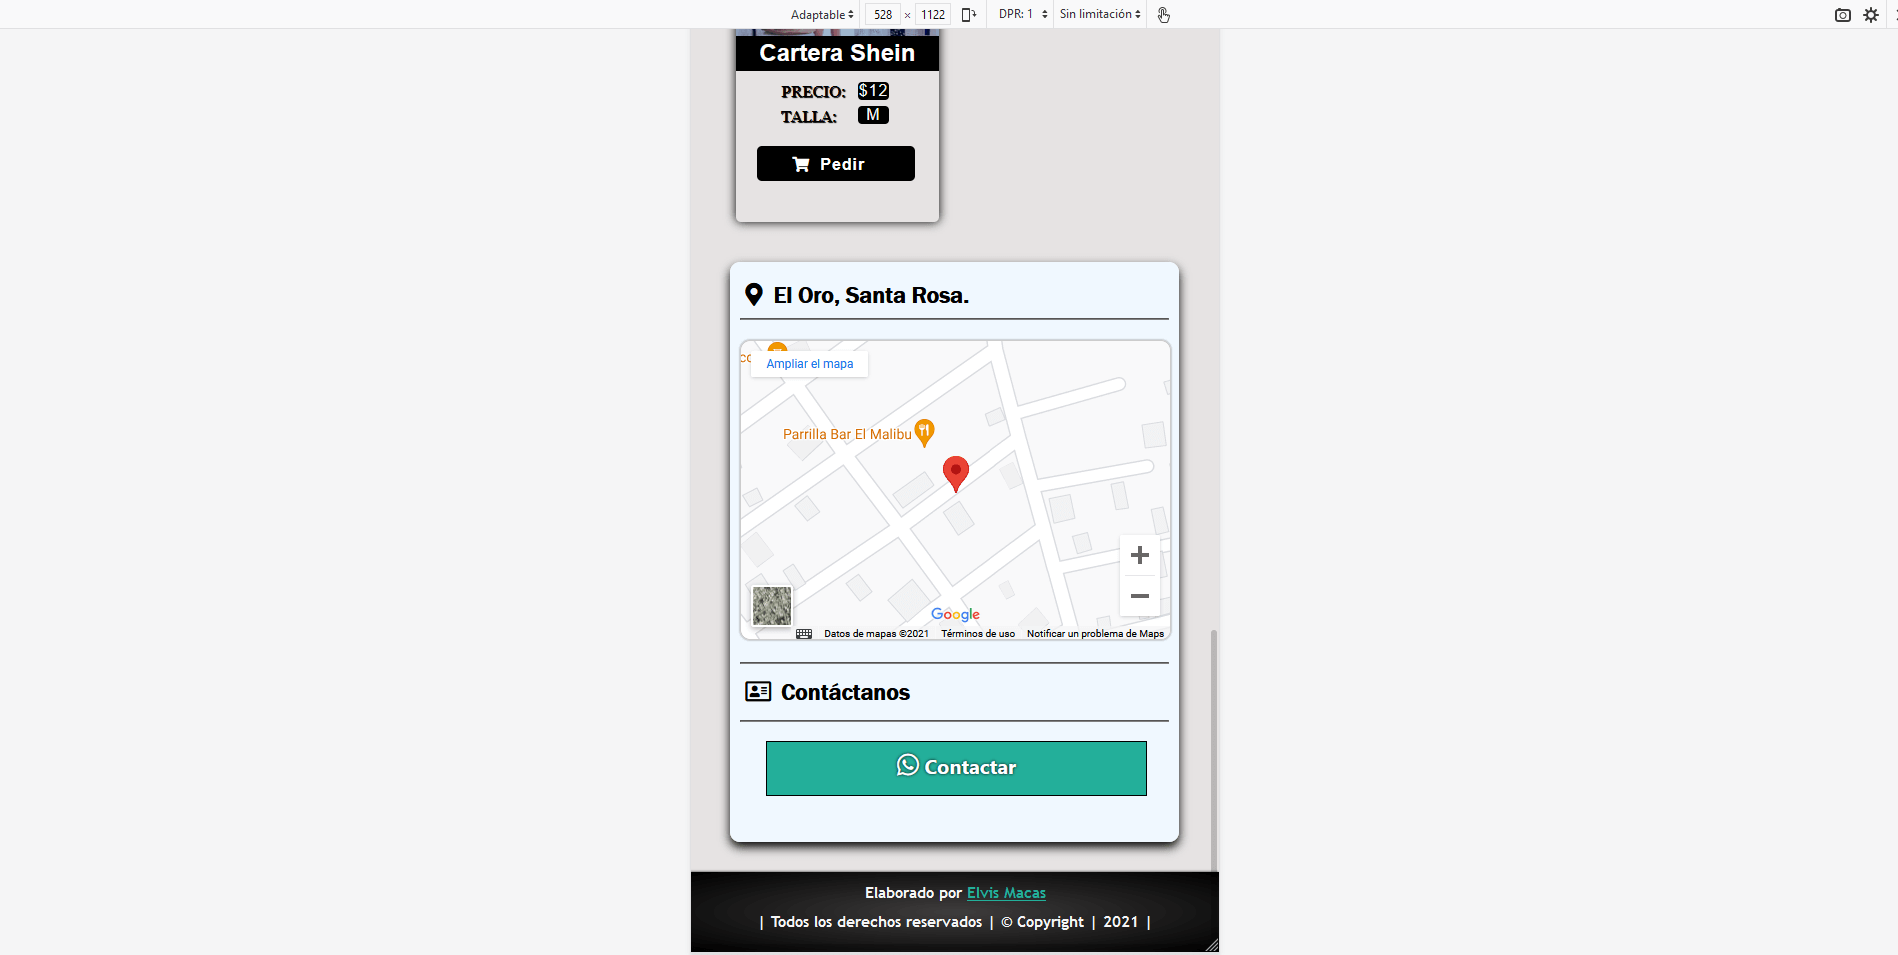 Adaptable 528 × 1122 DPR: 1 Sin limitación
Cartera Shein
PRECIO: $12
TALLA: M
Pedir
El Oro, Santa Rosa.
co
Ampliar el mapa
Parrilla Bar El Malibu
Google
Datos de mapas ©2021 Términos de uso Notificar un problema de Maps
Contáctanos
Contactar
Elaborado por Elvis Macas
| Todos los derechos reservados | © Copyright | 2021 |